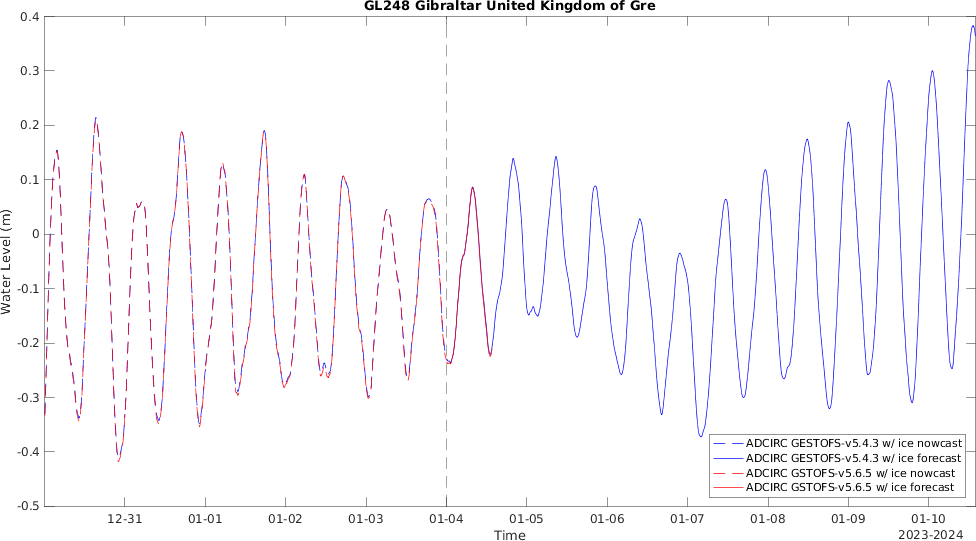 GL248 Gibraltar United Kingdom of Gre
0.4
0.3
0.2
0.1
0
-0.1
-0.2
-0.3
-0.4
-0.5
Water Level (m)
12-31 01-01 01-02 01-03 01-04 01-05 01-06 01-07 01-08 01-09 01-10
Time
2023-2024
ADCIRC GESTOFS-v5.4.3 w/ ice nowcast
ADCIRC GESTOFS-v5.4.3 w/ ice forecast
ADCIRC GSTOFS-v5.6.5 w/ ice nowcast
ADCIRC GSTOFS-v5.6.5 w/ ice forecast